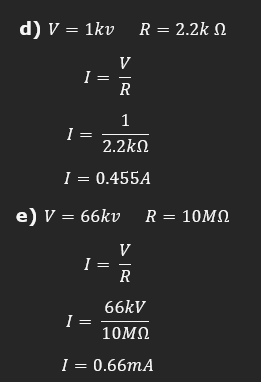 d) V = 1kv R = 2.2k Ω
I = V/R
I = 1/2.2kΩ
I = 0.455A
e) V = 66kv R = 10MΩ
I = V/R
I = 66kV/10MΩ
I = 0.66mA